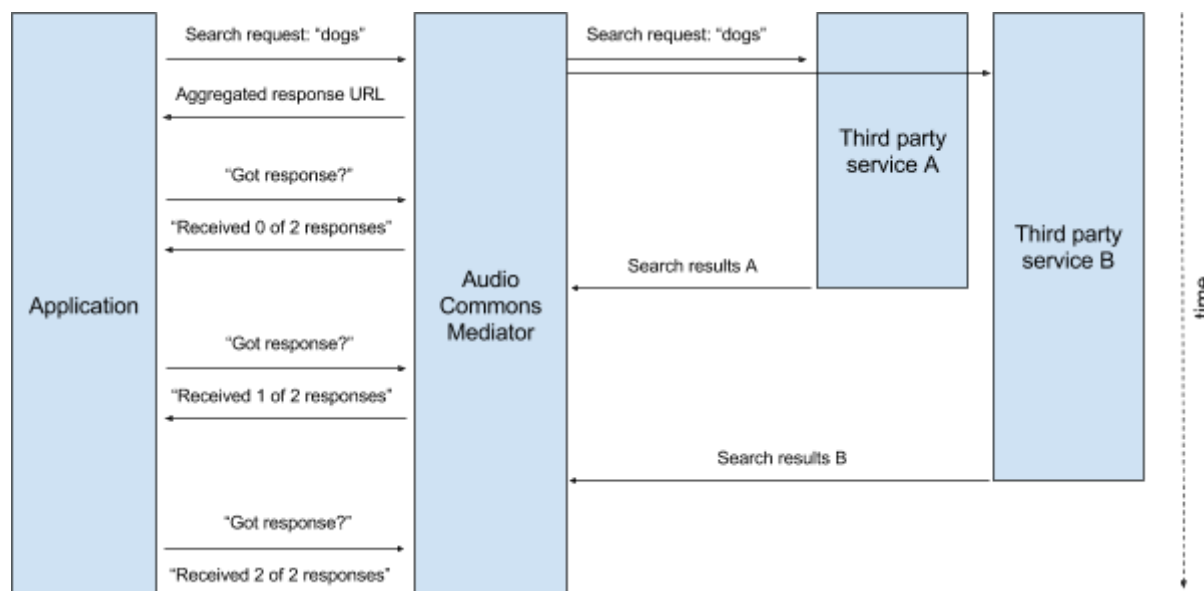 Search request: “dogs”
Search request: “dogs”
Aggregated response URL
Third party
service A
“Got response?”
“Received 0 of 2 responses”
Third party
service B
Search results A
Audio
Commons
Mediator
Application
time
“Got response?”
“Received 1 of 2 responses”
Search results B
“Got response?”
“Received 2 of 2 responses”